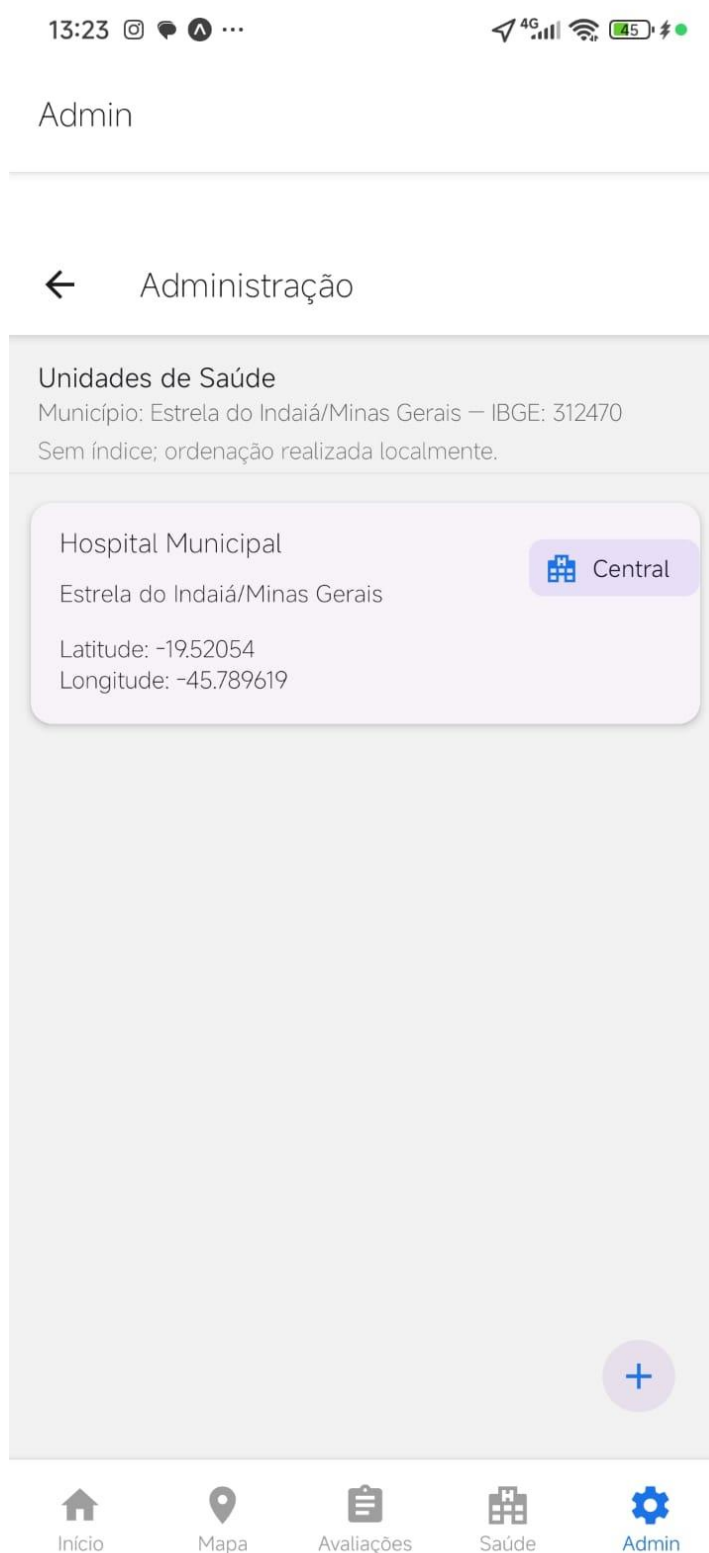 13:23 ... 4G 45
Admin
Administração
Unidades de Saúde
Município: Estrela do Indaiá/Minas Gerais — IBGE: 312470
Sem índice; ordenação realizada localmente.
Hospital Municipal
Central
Estrela do Indaiá/Minas Gerais
Latitude: -19.52054
Longitude: -45.789619
+
Início Mapa Avaliações Saúde Admin